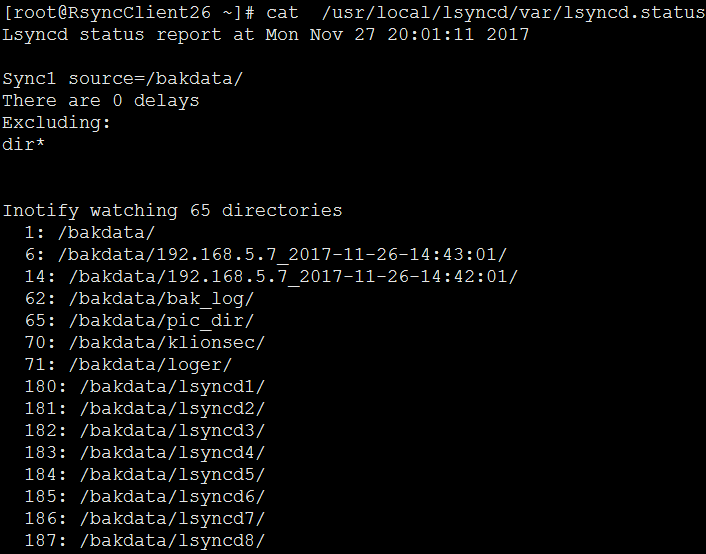 [root@RsyncClient26 ~]# cat  /usr/local/lsyncd/var/lsyncd.status
Lsyncd status report at Mon Nov 27 20:01:11 2017

Sync1 source=/bakdata/
There are 0 delays
Excluding:
dir*


Inotify watching 65 directories
  1: /bakdata/
  6: /bakdata/192.168.5.7_2017-11-26-14:43:01/
  14: /bakdata/192.168.5.7_2017-11-26-14:42:01/
  62: /bakdata/bak_log/
  65: /bakdata/pic_dir/
  70: /bakdata/klionsec/
  71: /bakdata/loger/
  180: /bakdata/lsyncd1/
  181: /bakdata/lsyncd2/
  182: /bakdata/lsyncd3/
  183: /bakdata/lsyncd4/
  184: /bakdata/lsyncd5/
  185: /bakdata/lsyncd6/
  186: /bakdata/lsyncd7/
  187: /bakdata/lsyncd8/